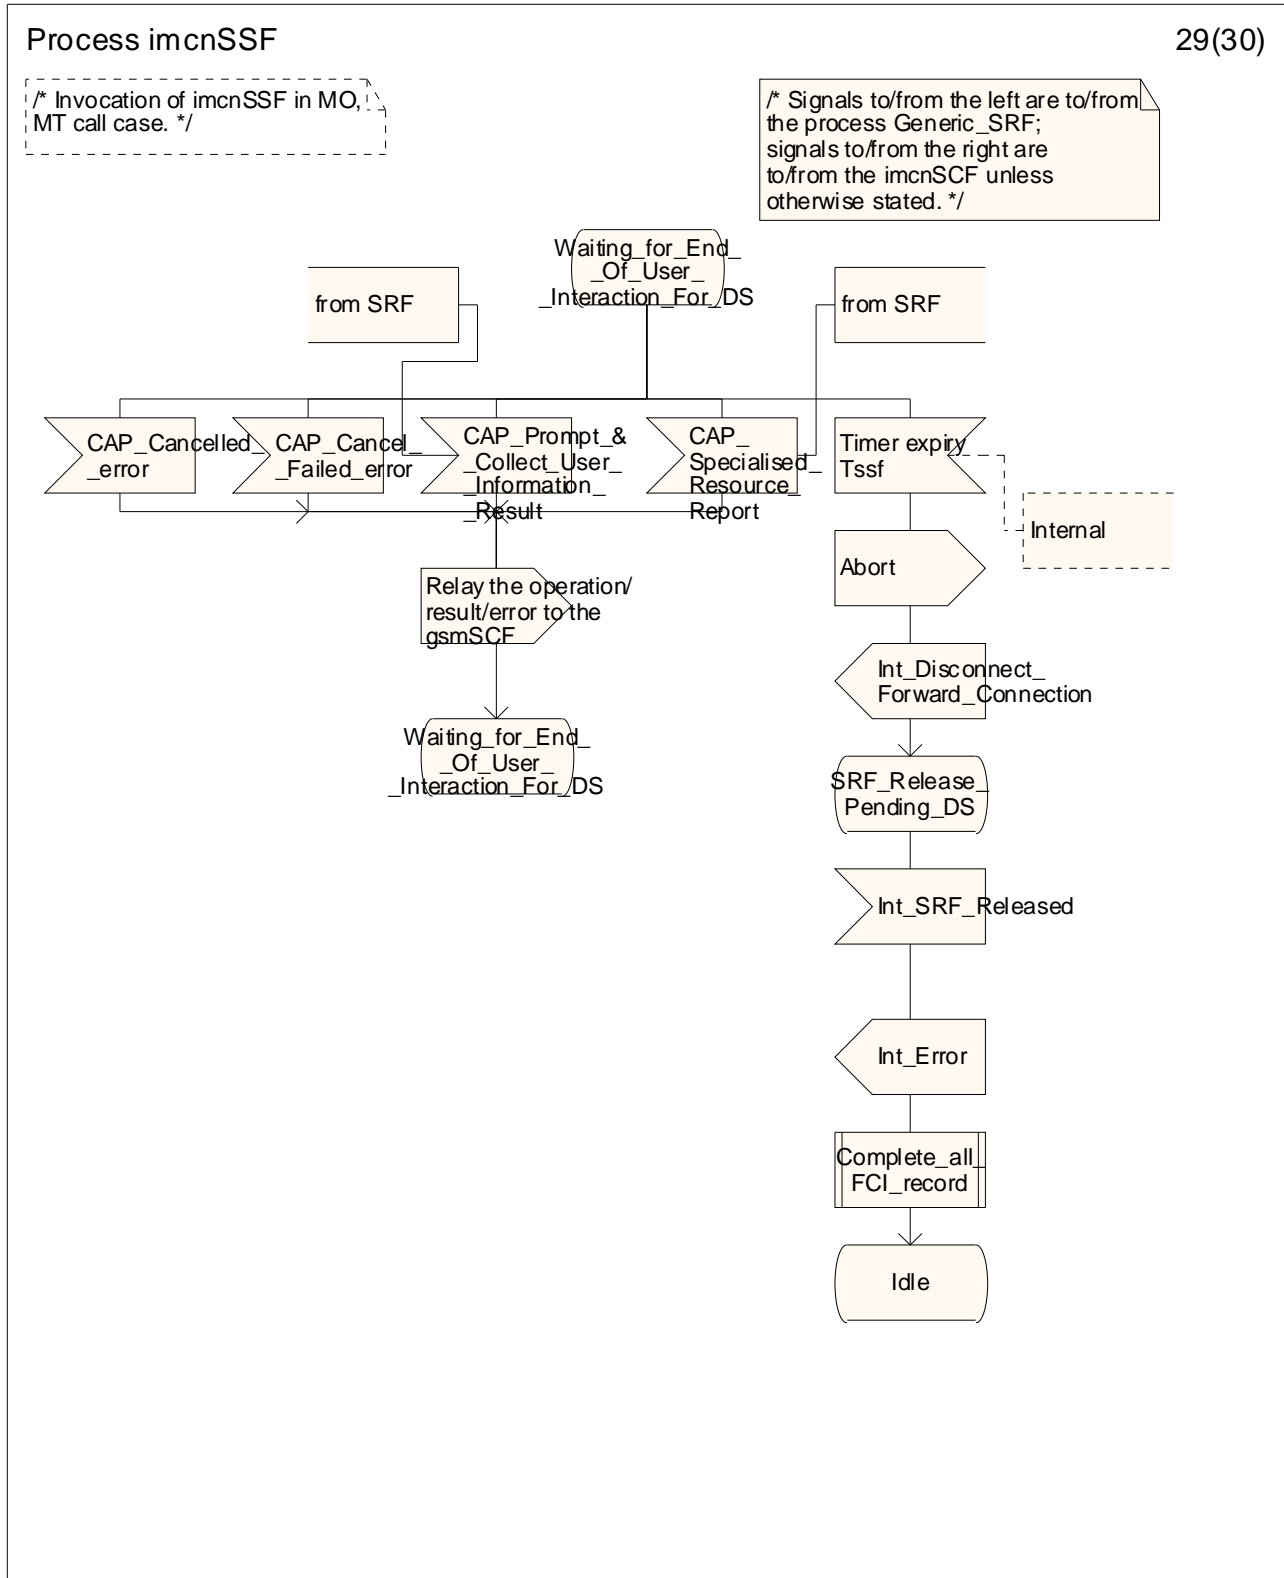 Process imcnSSF
29(30)
/* Invocation of imcnSSF in MO,
MT call case. */
/* Signals to/from the left are to/from
the process Generic_SRF;
signals to/from the right are
to/from the imcnSCF unless
otherwise stated. */
Waiting_for_End_
_Of_User_
_Interaction_For_DS
from SRF
from SRF
CAP_Cancelled_
_error
CAP_Cancel_
_Failed_error
CAP_Prompt_&
_Collect_User_
_Information_
_Result
CAP_
Specialised_
Resource_
Report
Timer expiry
Tssf
Internal
Abort
Relay the operation/
result/error to the
gsmSCF
Int_Disconnect_
Forward_Connection
Waiting_for_End_
_Of_User_
_Interaction_For_DS
SRF_Release_
Pending_DS
Int_SRF_Released
Int_Error
Complete_all_
FCI_record
Idle